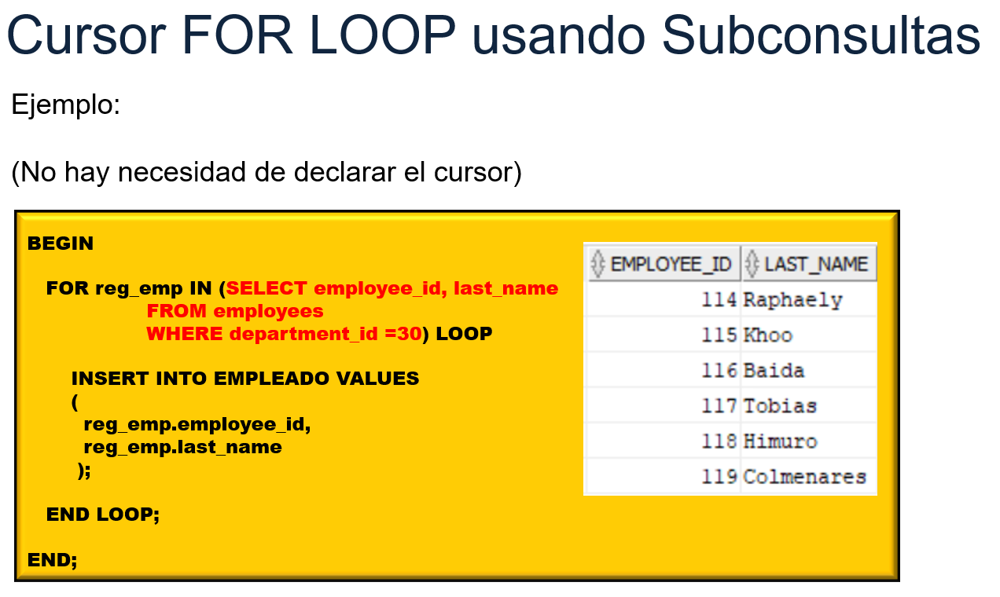 Cursor FOR LOOP usando Subconsultas
Ejemplo:
(No hay necesidad de declarar el cursor)
BEGIN
FOR reg_emp IN (SELECT employee_id, last_name
FROM employees
WHERE department_id =30) LOOP
INSERT INTO EMPLEADO VALUES
(
reg_emp.employee_id,
reg_emp.last_name
);
END LOOP;
END;
EMPLOYEE_ID LAST_NAME
114 Raphaely
115 Khoo
116 Baida
117 Tobias
118 Himuro
119 Colmenares